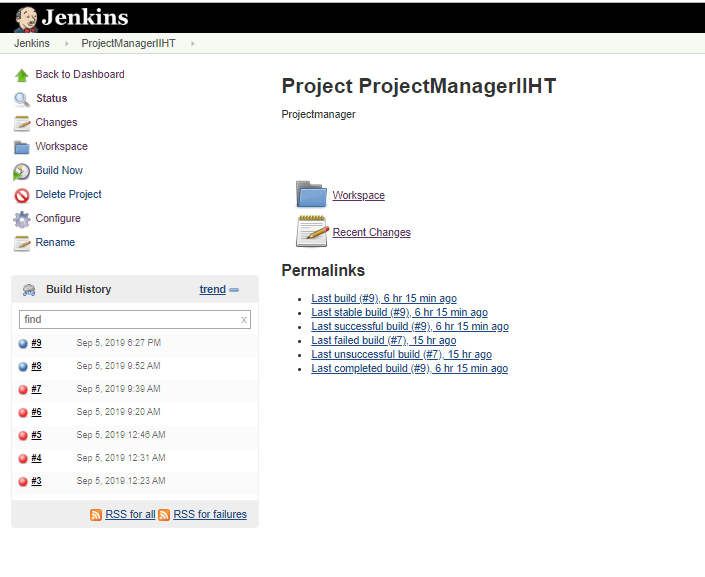 Jenkins
Jenkins ProjectManagerIIHT
Back to Dashboard
Status
Changes
Workspace
Build Now
Delete Project
Configure
Rename
Build History trend
find x
#9 Sep 5, 2019 6:27 PM
#8 Sep 5, 2019 9:52 AM
#7 Sep 5, 2019 9:39 AM
#6 Sep 5, 2019 9:20 AM
#5 Sep 5, 2019 12:46 AM
#4 Sep 5, 2019 12:31 AM
#3 Sep 5, 2019 12:23 AM
RSS for all RSS for failures
Project ProjectManagerIIHT
Projectmanager
Workspace
Recent Changes
Permalinks
Last build (#9), 6 hr 15 min ago
Last stable build (#9), 6 hr 15 min ago
Last successful build (#9), 6 hr 15 min ago
Last failed build (#7), 15 hr ago
Last unsuccessful build (#7), 15 hr ago
Last completed build (#9), 6 hr 15 min ago